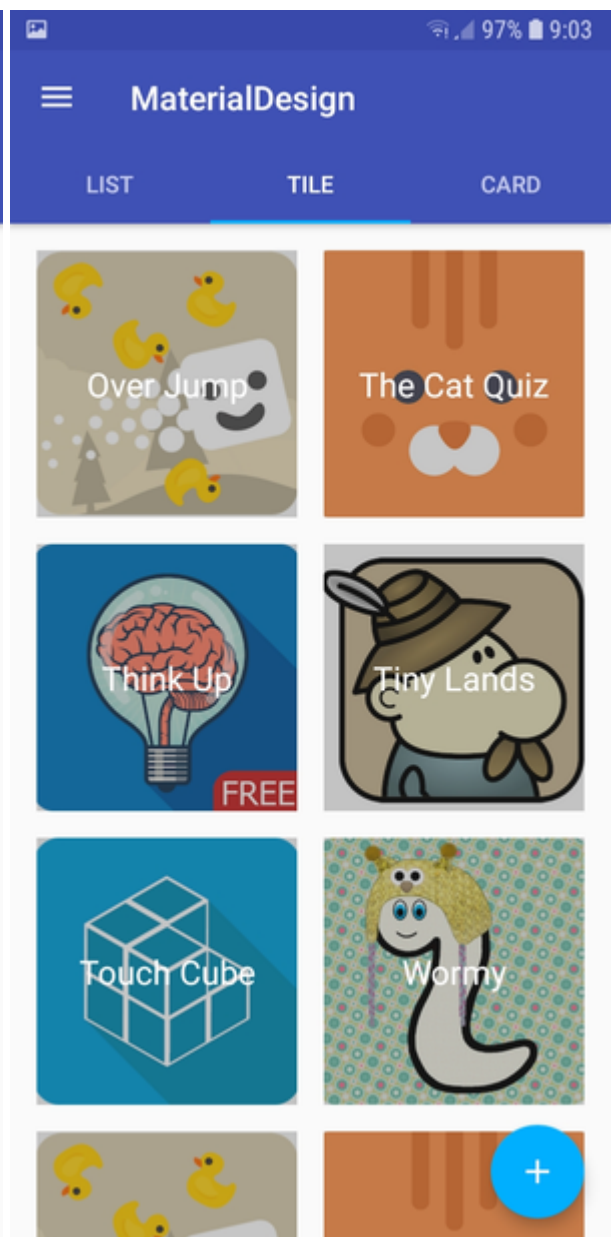 97% 9:03
MaterialDesign
LIST TILE CARD
Over Jump The Cat Quiz
Think Up Tiny Lands
FREE
Touch Cube Wormy
+